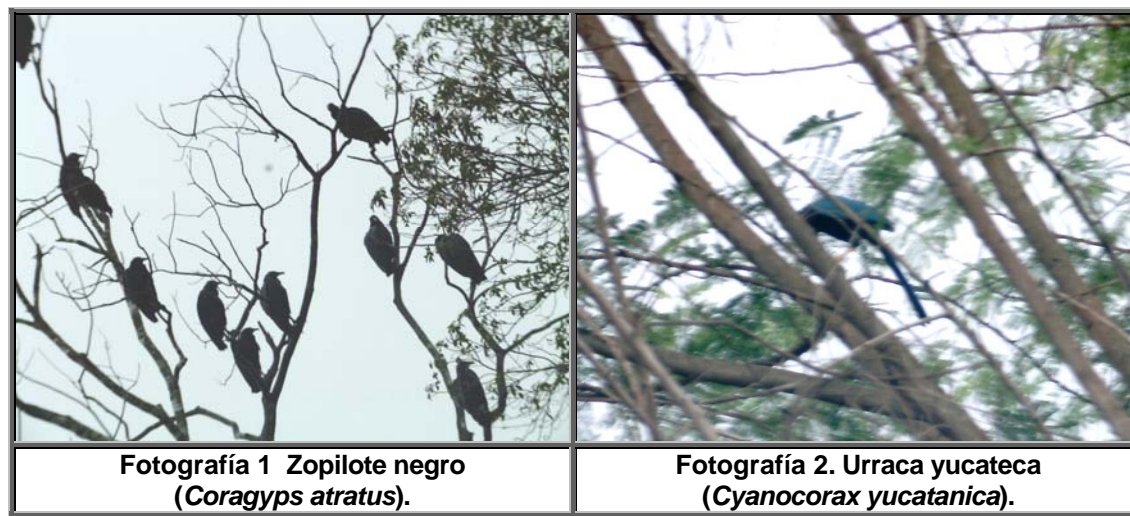 Fotografía 1 Zopilote negro
(Coragyps atratus).
Fotografía 2. Urraca yucateca
(Cyanocorax yucatanica).